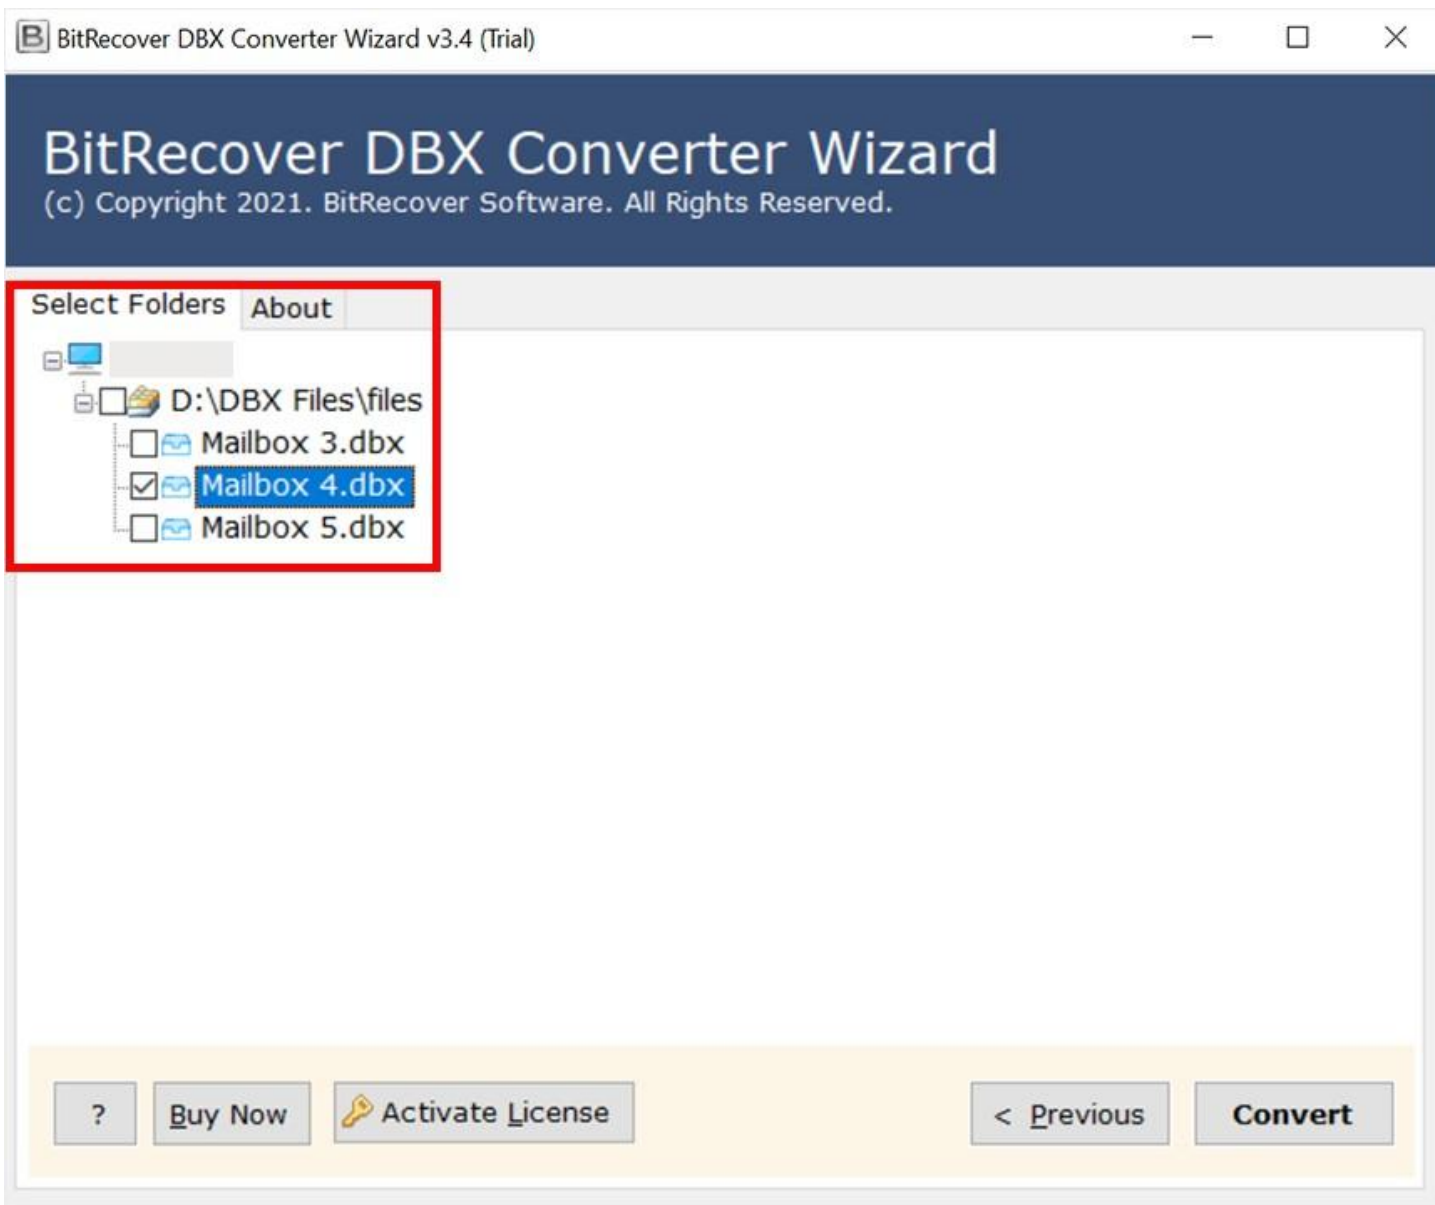 BitRecover DBX Converter Wizard v3.4 (Trial)
BitRecover DBX Converter Wizard
(c) Copyright 2021. BitRecover Software. All Rights Reserved.
Select Folders About
D:\DBX Files\files
Mailbox 3.dbx
Mailbox 4.dbx
Mailbox 5.dbx
? Buy Now Activate License < Previous Convert